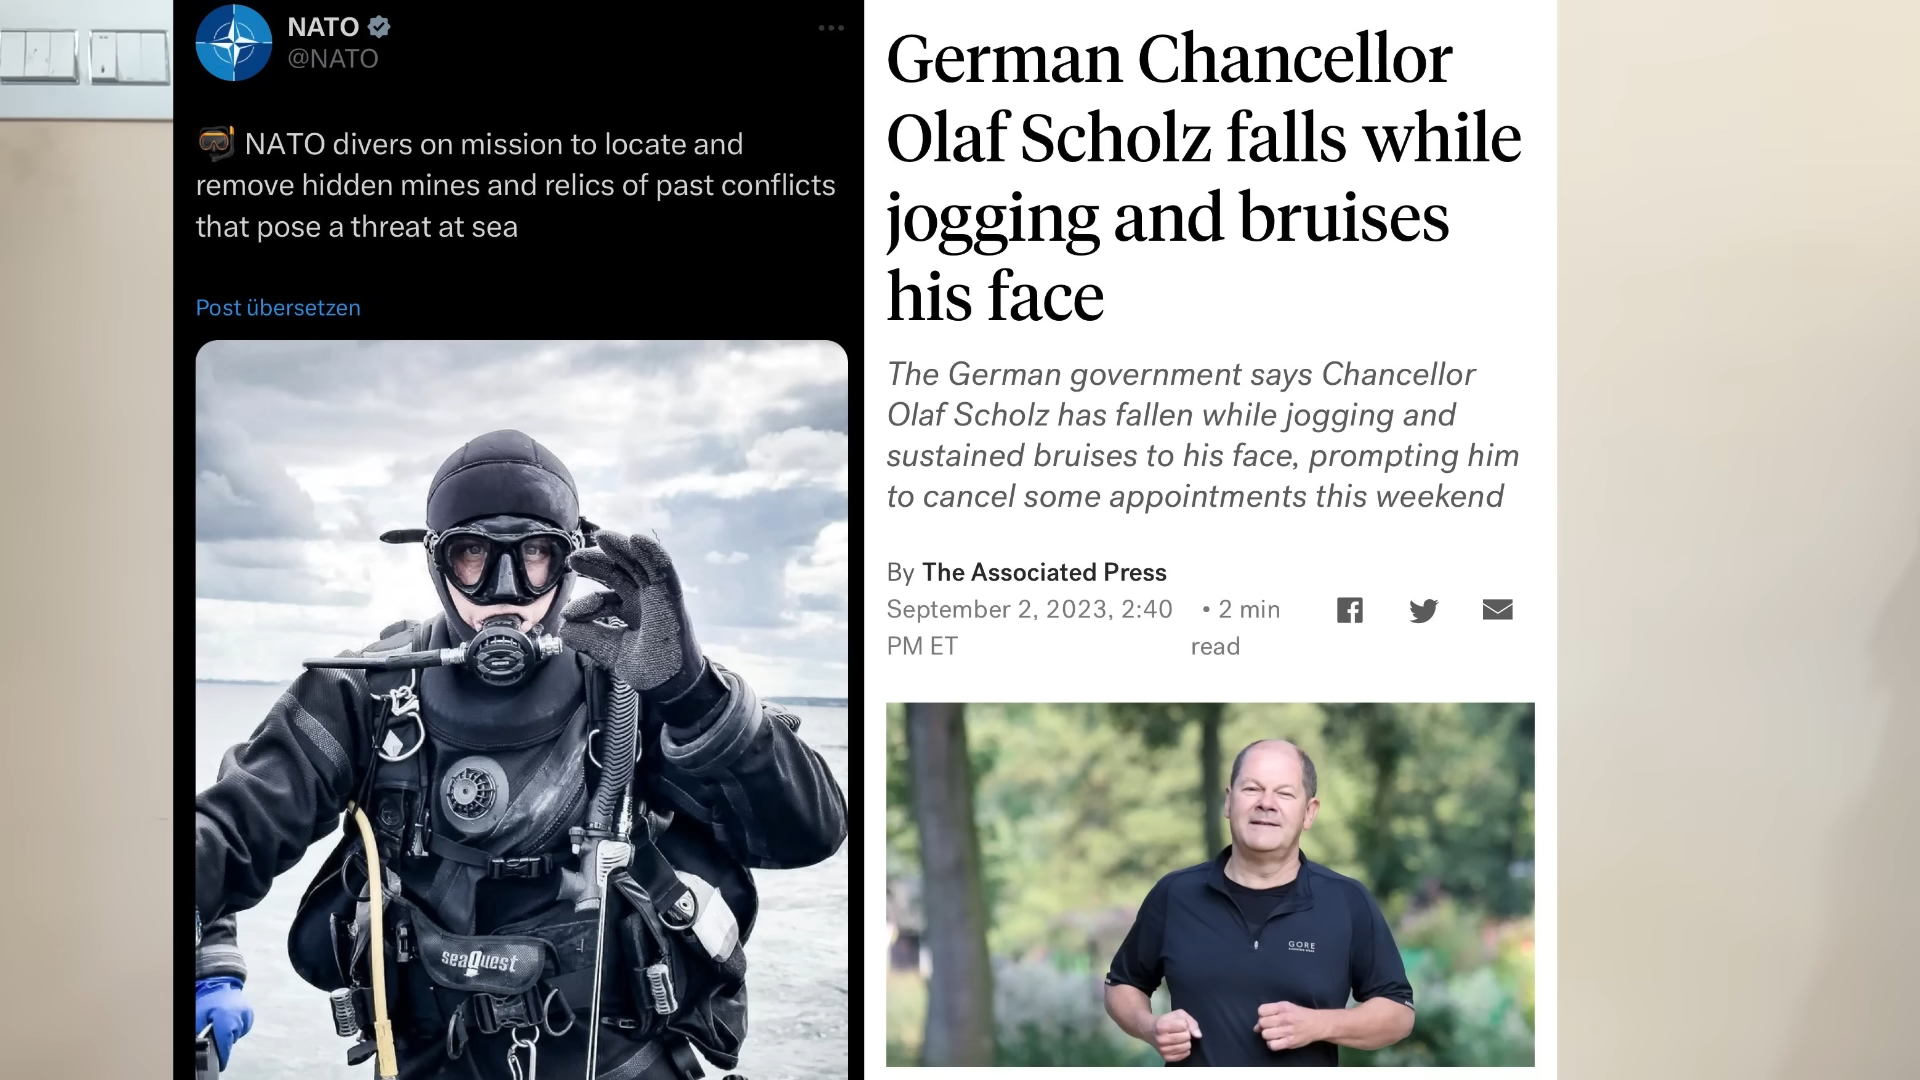 NATO
@NATO
NATO divers on mission to locate and
remove hidden mines and relics of past conflicts
that pose a threat at sea
Post übersetzen
seaQuest
German Chancellor
Olaf Scholz falls while
jogging and bruises
his face
The German government says Chancellor
Olaf Scholz has fallen while jogging and
sustained bruises to his face, prompting him
to cancel some appointments this weekend
By The Associated Press
September 2, 2023, 2:40 • 2 min
PM ET read
GORE